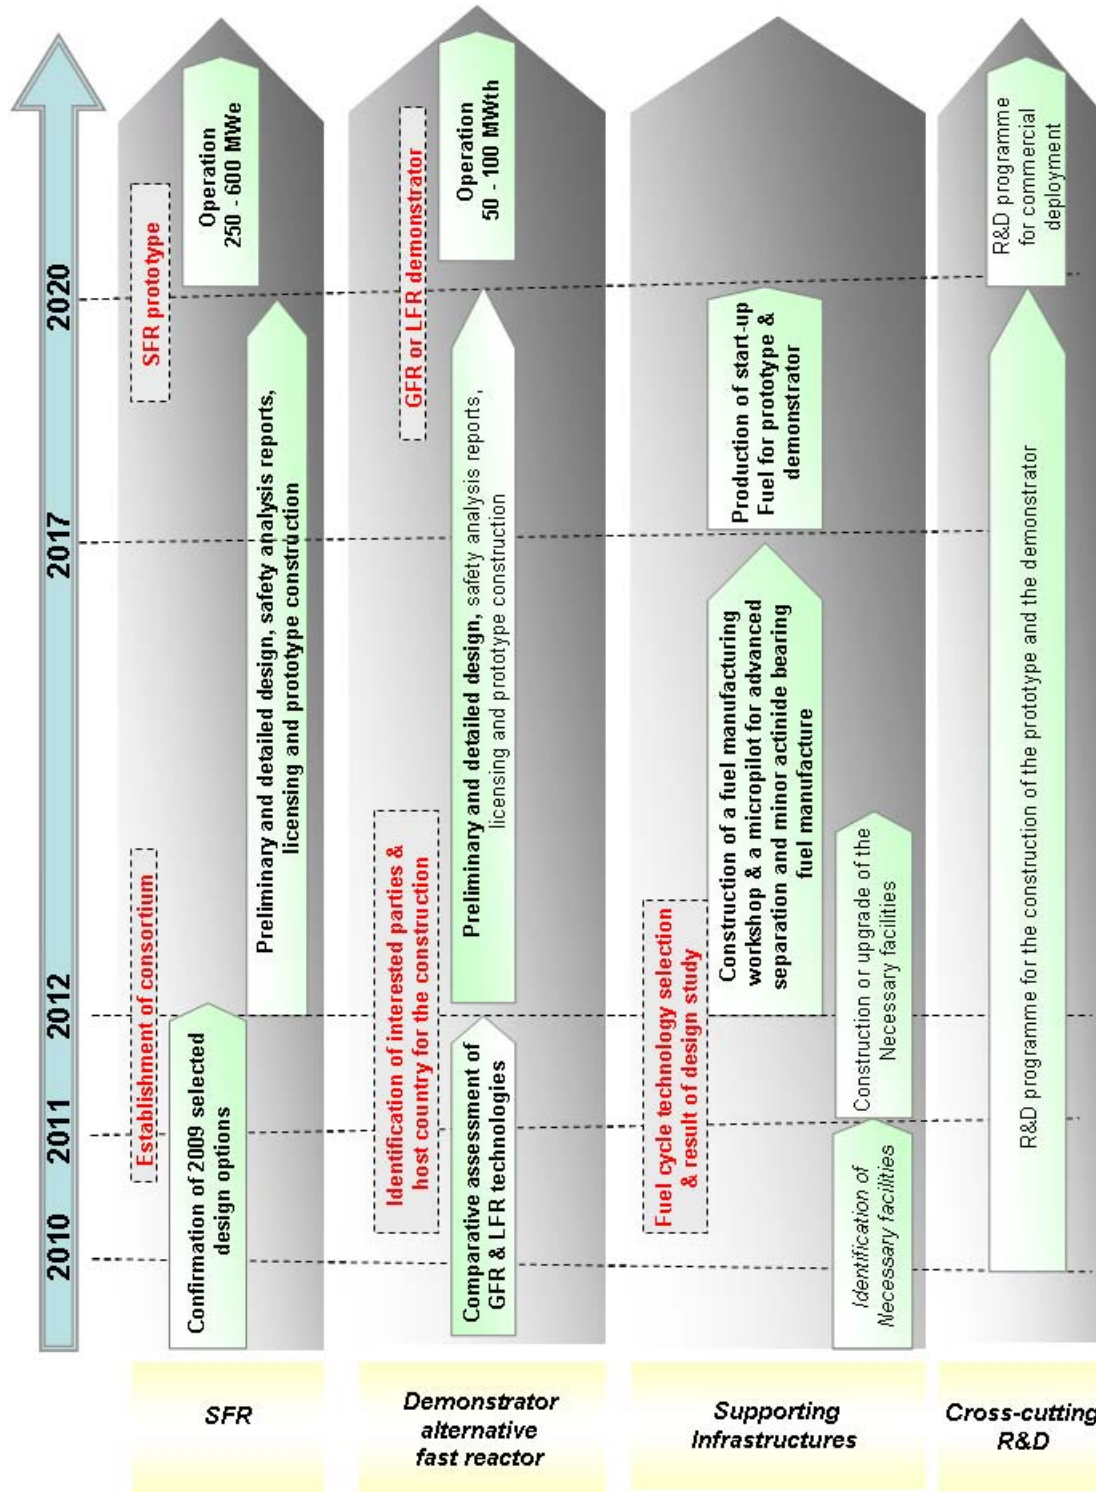 2010
2011
2012
2017
2020
SFR
Establishment of consortium
SFR prototype
Confirmation of 2009 selected
design options
Operation
250 - 600 MWe
Preliminary and detailed design, safety analysis reports,
licensing and prototype construction
Demonstrator
alternative
fast reactor
Identification of interested parties &
host country for the construction
GFR or LFR demonstrator
Comparative assessment of
GFR & LFR technologies
Preliminary and detailed design, safety analysis reports,
licensing and prototype construction
Operation
50 - 100 MWth
Supporting
Infrastructures
Fuel cycle technology selection
& result of design study
Construction of a fuel manufacturing
workshop & a micropilot for advanced
separation and minor actinide bearing
fuel manufacture
Production of start-up
Fuel for prototype &
demonstrator
Identification of
Necessary facilities
Construction or upgrade of the
Necessary facilities
Cross-cutting
R&D
R&D programme for the construction of the prototype and the demonstrator
R&D programme
for commercial
deployment